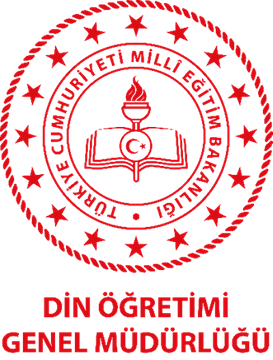 TÜRKİYE CUMHURİYETİ MİLLÎ EĞİTİM BAKANLIĞI
DİN ÖĞRETİMİ
GENEL MÜDÜRLÜĞÜ